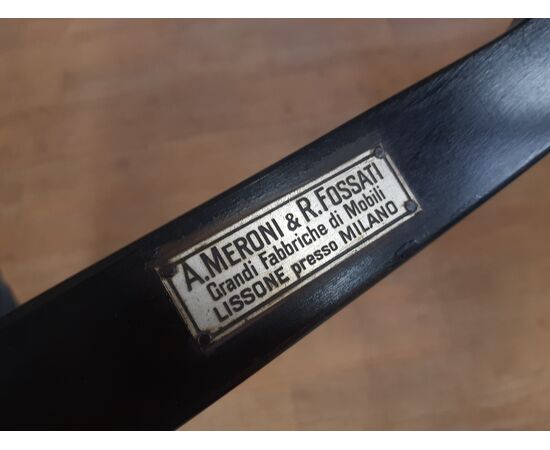 A. MERONI & R. FOSSATI
Grandi Fabbriche di Mobili
LISSONE presso MILANO